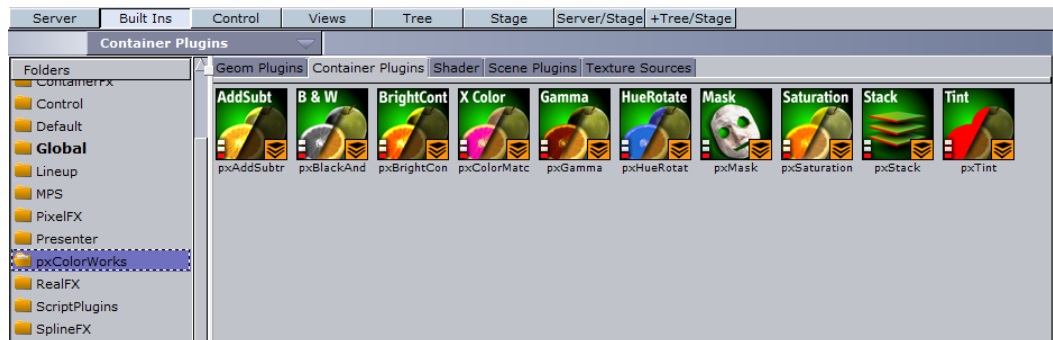 Server Built Ins Control Views Tree Stage Server/Stage +Tree/Stage
Container Plugins
Folders
Geom Plugins Container Plugins Shader Scene Plugins Texture Sources
ContainerFX
Control
Default
Global
Lineup
MPS
PixelFX
Presenter
pxColorWorks
RealFX
ScriptPlugins
SplineFX
AddSubt B & W BrightCont X Color Gamma HueRotate Mask Saturation Stack Tint
pxAddSubtr pxBlackAnd pxBrightCon pxColorMatc pxGamma pxHueRotat pxMask pxSaturation pxStack pxTint